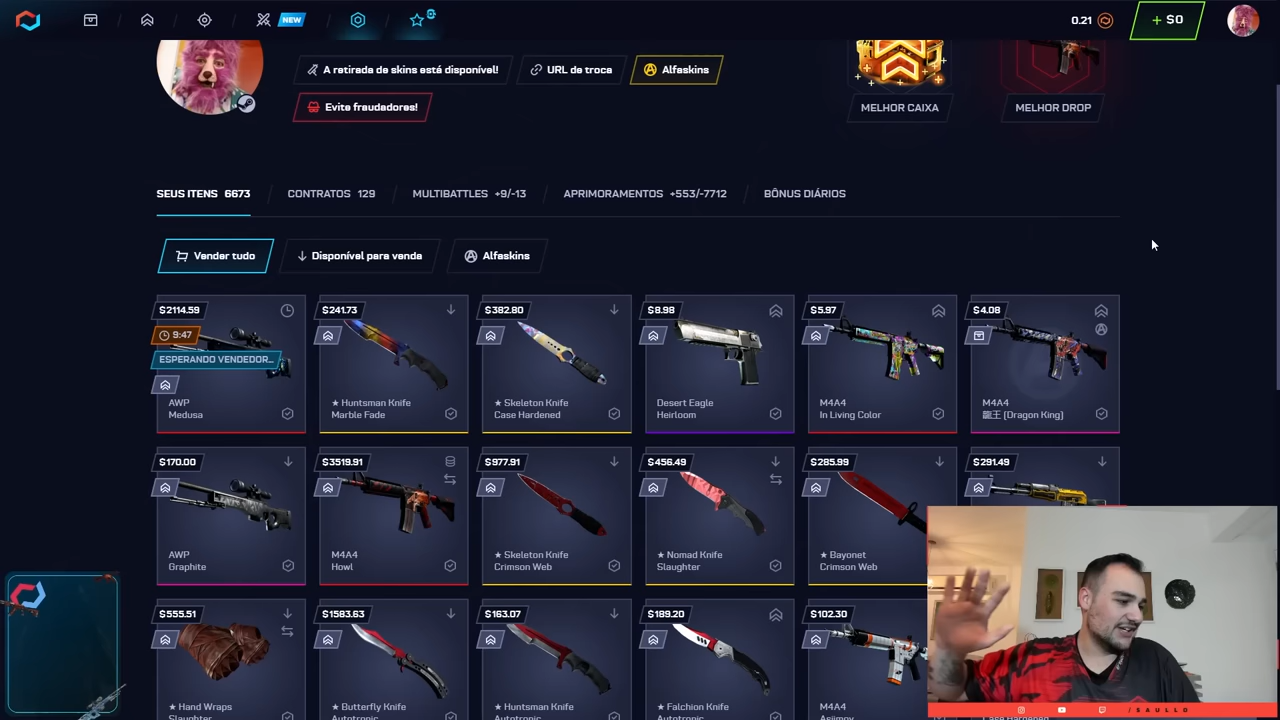 NEW
0.21
+ $0
A retirada de skins está disponível!
URL de troca
Alfaskins
Evite fraudadores!
MELHOR CAIXA
MELHOR DROP
SEUS ITENS 6673
CONTRATOS 129
MULTIBATTLES +9/-13
APRIMORAMENTOS +553/-7712
BÔNUS DIÁRIOS
Vender tudo
Disponível para venda
Alfaskins
$2114.59
9:47
ESPERANDO VENDEDOR...
AWP
Medusa
$241.73
★ Huntsman Knife
Marble Fade
$382.80
★ Skeleton Knife
Case Hardened
$8.98
Desert Eagle
Heirloom
$5.97
M4A4
In Living Color
$4.08
M4A4
龍王 (Dragon King)
$170.00
AWP
Graphite
$3519.91
M4A4
Howl
$977.91
★ Skeleton Knife
Crimson Web
$456.49
★ Nomad Knife
Slaughter
$285.99
★ Bayonet
Crimson Web
$291.49
$555.51
★ Hand Wraps
Slaughter
$1583.63
★ Butterfly Knife
Autotronic
$163.07
★ Huntsman Knife
Autotronic
$189.20
★ Falchion Knife
Autotronic
$102.30
M4A4
Asiimov
/SAULLO